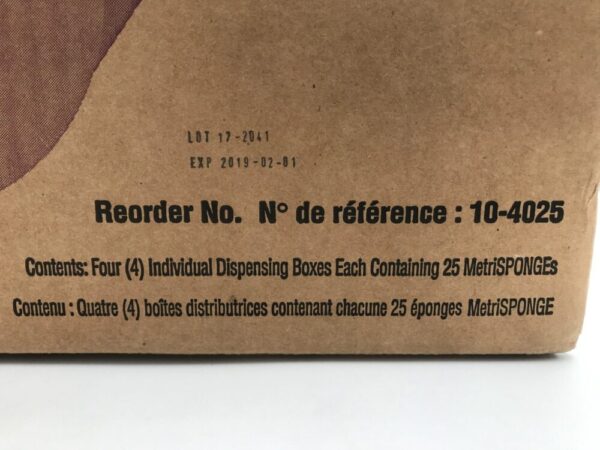 LOT 17-2041
EXP 2019-02-01
Reorder No. N° de référence : 10-4025
Contents: Four (4) Individual Dispensing Boxes Each Containing 25 MetriSPONGEs
Contenu : Quatre (4) boîtes distributrices contenant chacune 25 éponges MetriSPONGE